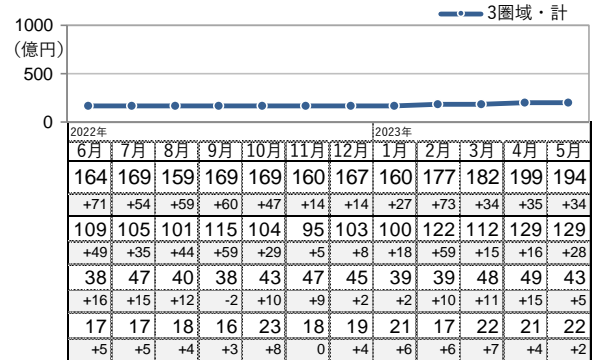 3圏域・計
1000
(億円)
500
0
2022年 2023年
6月 7月 8月 9月 10月 11月 12月 1月 2月 3月 4月 5月
164 169 159 169 169 160 167 160 177 182 199 194
+71 +54 +59 +60 +47 +14 +14 +27 +73 +34 +35 +34
109 105 101 115 104 95 103 100 122 112 129 129
+49 +35 +44 +59 +29 +5 +8 +18 +59 +15 +16 +28
38 47 40 38 43 47 45 39 39 48 49 43
+16 +15 +12 -2 +10 +9 +2 +2 +10 +11 +15 +5
17 17 18 16 23 18 19 21 17 22 21 22
+5 +5 +4 +3 +8 0 +4 +6 +6 +7 +4 +2